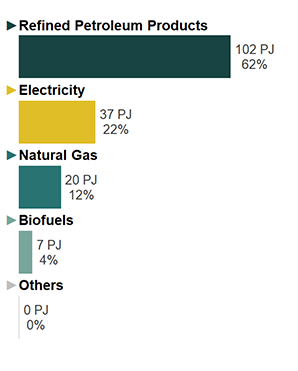 Refined Petroleum Products
102 PJ
62%
Electricity
37 PJ
22%
Natural Gas
20 PJ
12%
Biofuels
7 PJ
4%
Others
0 PJ
0%